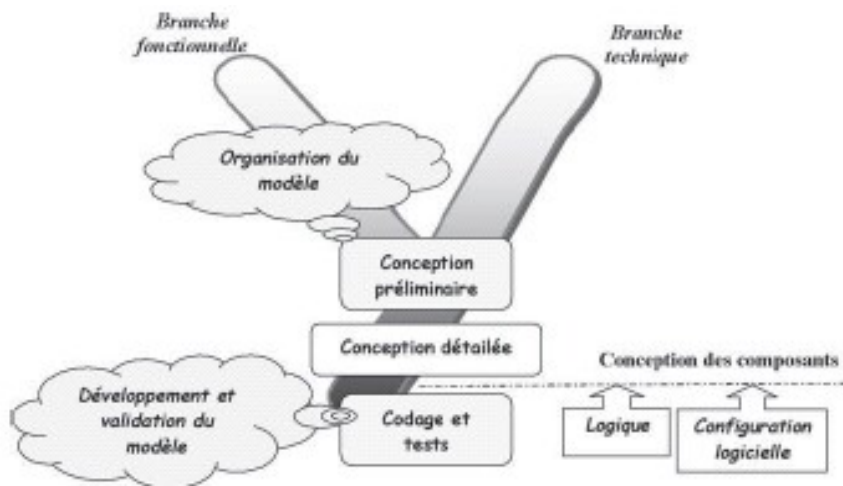 Branche
fonctionnelle
Branche
technique
Organisation du
modèle
Conception
préliminaire
Conception détailée
Conception des composants
Développement et
validation du
modèle
Codage et
tests
Logique
Configuration
logicielle